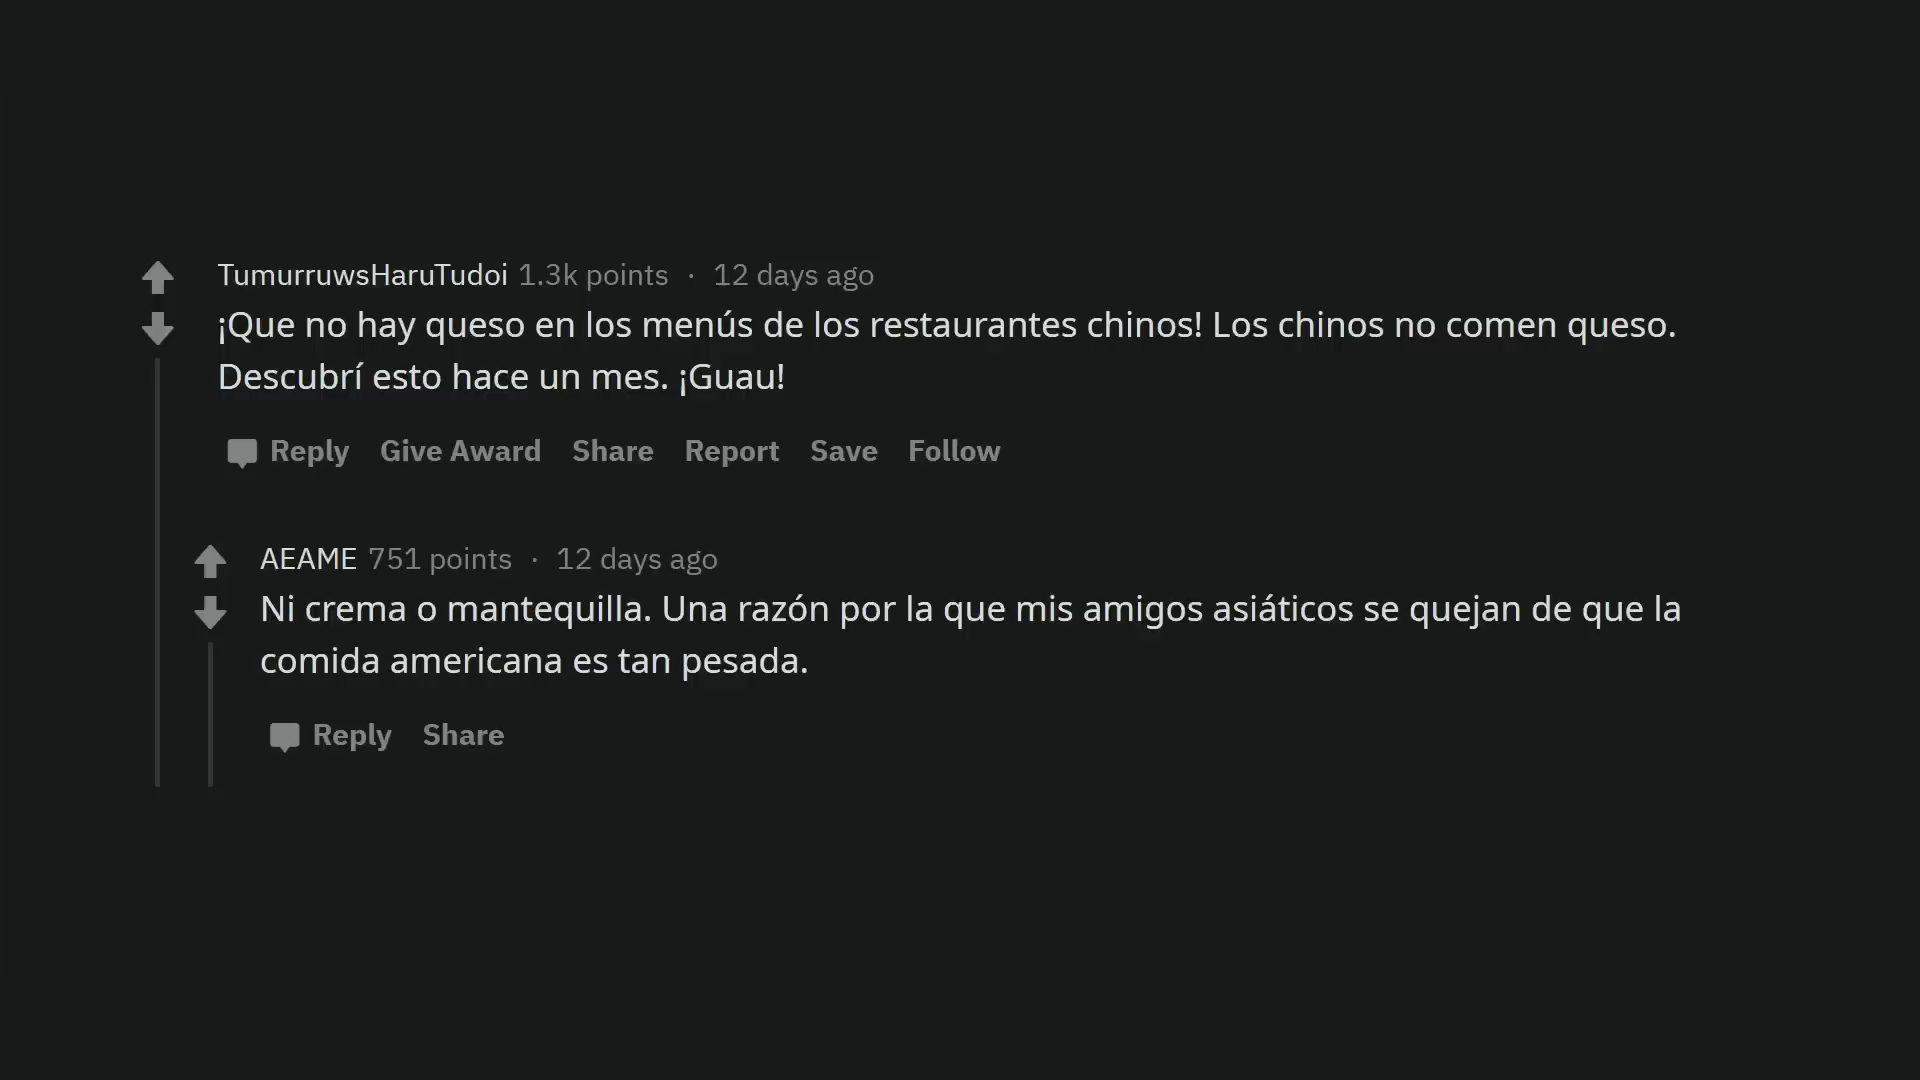 TumurruwsHaruTudoi 1.3k points · 12 days ago
¡Que no hay queso en los menús de los restaurantes chinos! Los chinos no comen queso.
Descubrí esto hace un mes. ¡Guau!
Reply Give Award Share Report Save Follow
AEAME 751 points · 12 days ago
Ni crema o mantequilla. Una razón por la que mis amigos asiáticos se quejan de que la
comida americana es tan pesada.
Reply Share